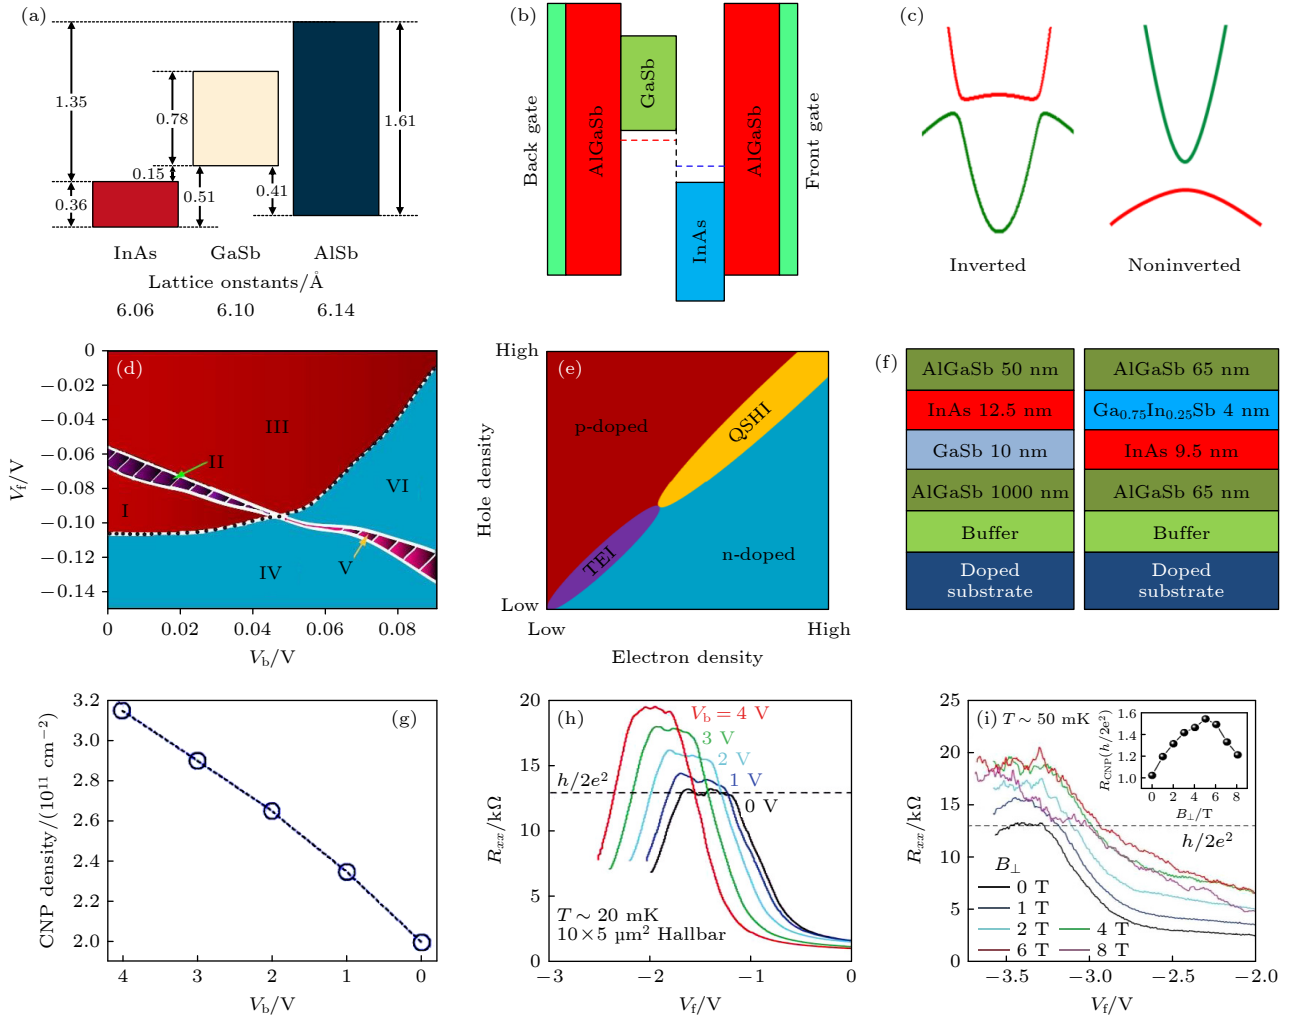 (a)
1.35
0.36
0.78
0.15
0.51
0.41
1.61
InAs GaSb AlSb
Lattice onstants/Å
6.06 6.10 6.14
(b)
Back gate
AlGaSb
GaSb
InAs
AlGaSb
Front gate
(c)
Inverted Noninverted
(d)
0
−0.02
−0.04
−0.06
−0.08
−0.10
−0.12
−0.14
Vf/V
I
II
III
IV
V
VI
0 0.02 0.04 0.06 0.08
Vb/V
(e)
High
Hole density
Low
p-doped
QSHI
TEI
n-doped
Low High
Electron density
(f)
AlGaSb 50 nm
InAs 12.5 nm
GaSb 10 nm
AlGaSb 1000 nm
Buffer
Doped
substrate
AlGaSb 65 nm
Ga0.75In0.25Sb 4 nm
InAs 9.5 nm
AlGaSb 65 nm
Buffer
Doped
substrate
(g)
3.2
3.0
2.8
2.6
2.4
2.2
2.0
CNP density/(10¹¹ cm⁻²)
4 3 2 1 0
Vb/V
(h)
20
15
10
5
0
Rxx/kΩ
Vb = 4 V
3 V
2 V
1 V
0 V
h/2e²
T ∼ 20 mK
10×5 µm² Hallbar
−3 −2 −1 0
Vf/V
(i) T ∼ 50 mK
25
20
15
10
5
0
Rxx/kΩ
1.6
1.4
1.2
1.0
RCNP(h/2e²)
0 2 4 6 8
B⊥/T
h/2e²
B⊥
0 T
1 T
2 T 4 T
6 T 8 T
−3.5 −3.0 −2.5 −2.0
Vf/V